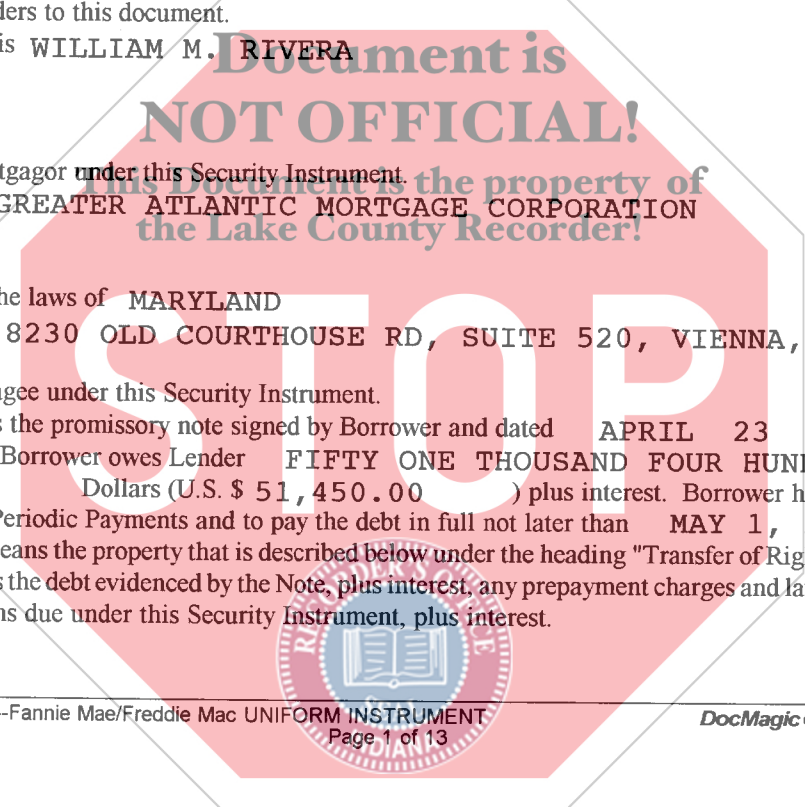 ders to this document.
is WILLIAM M. RIVERA
Document is
NOT OFFICIAL!
tgagor under this Security Instrument.
This Document is the property of
GREATER ATLANTIC MORTGAGE CORPORATION
the Lake County Recorder!
he laws of MARYLAND
8230 OLD COURTHOUSE RD, SUITE 520, VIENNA,
STOP
agee under this Security Instrument.
s the promissory note signed by Borrower and dated APRIL 23
Borrower owes Lender FIFTY ONE THOUSAND FOUR HUN
Dollars (U.S. $ 51,450.00 ) plus interest. Borrower h
Periodic Payments and to pay the debt in full not later than MAY 1,
eans the property that is described below under the heading "Transfer of Rig
s the debt evidenced by the Note, plus interest, any prepayment charges and la
ns due under this Security Instrument, plus interest.
SEAL
INDIANA
-Fannie Mae/Freddie Mac UNIFORM INSTRUMENT
DocMagic
Page 1 of 13